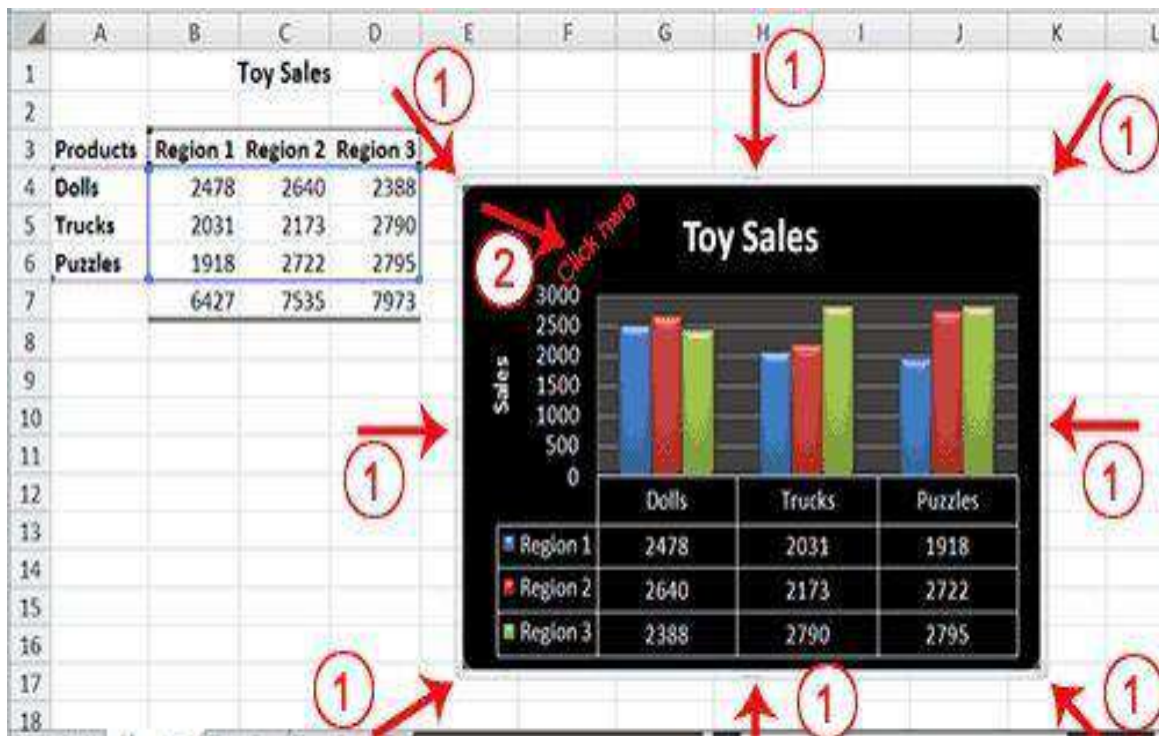 A B C D E F G H I J K L
1 Toy Sales
2
3 Products Region 1 Region 2 Region 3
4 Dolls 2478 2640 2388
5 Trucks 2031 2173 2790
6 Puzzles 1918 2722 2795
7 6427 7535 7973
8
9
10
11
12
13
14
15
16
17
18
1
1
1
1
1
1
1
1
2
Click here
Toy Sales
Sales
3000
2500
2000
1500
1000
500
0
Dolls Trucks Puzzles
Region 1 2478 2031 1918
Region 2 2640 2173 2722
Region 3 2388 2790 2795